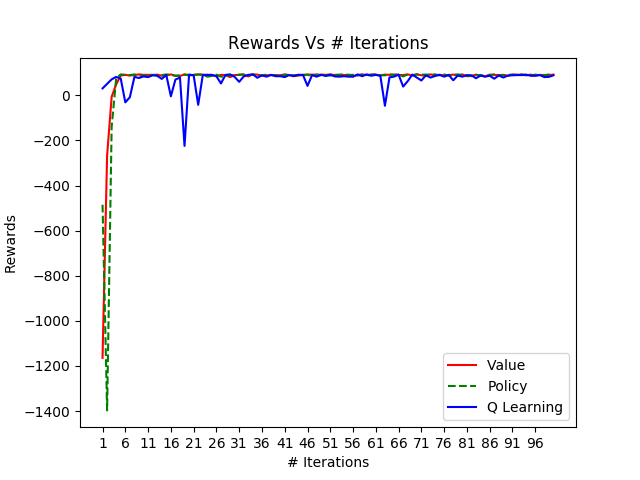 Rewards Vs # Iterations
Rewards
0
−200
−400
−600
−800
−1000
−1200
−1400
1 6 11 16 21 26 31 36 41 46 51 56 61 66 71 76 81 86 91 96
# Iterations
Value
Policy
Q Learning